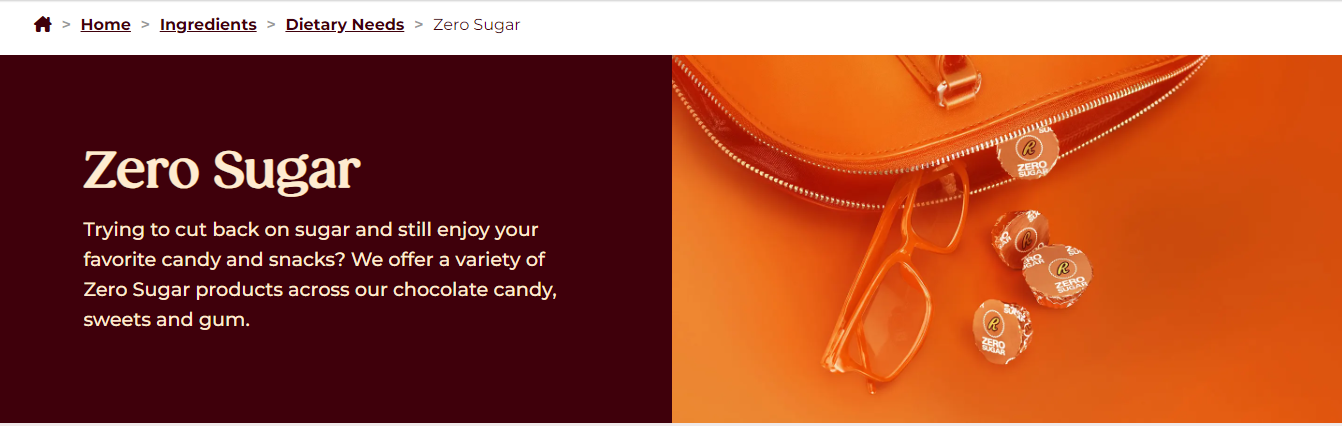 > Home > Ingredients > Dietary Needs > Zero Sugar
Zero Sugar
Trying to cut back on sugar and still enjoy your
favorite candy and snacks? We offer a variety of
Zero Sugar products across our chocolate candy,
sweets and gum.
R
ZERO
SUGAR
R
R
ZERO
SUGAR
R
ZERO
SUGAR